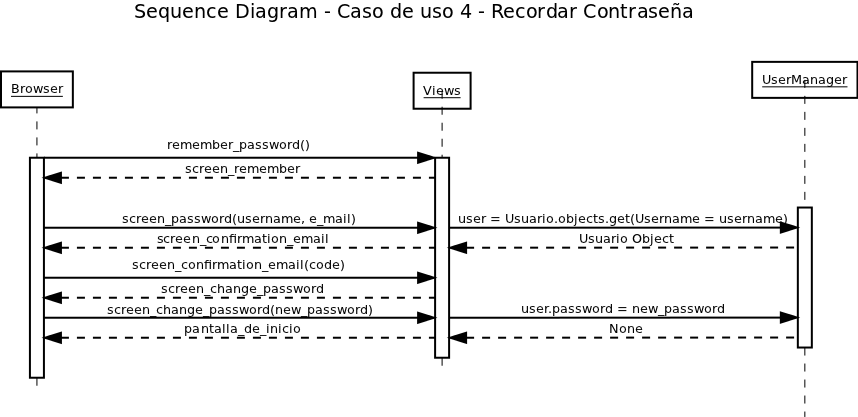 Sequence Diagram - Caso de uso 4 - Recordar Contraseña
Browser
Views
UserManager
remember_password()
screen_remember
screen_password(username, e_mail)
user = Usuario.objects.get(Username = username)
screen_confirmation_email
Usuario Object
screen_confirmation_email(code)
screen_change_password
screen_change_password(new_password)
user.password = new_password
pantalla_de_inicio
None